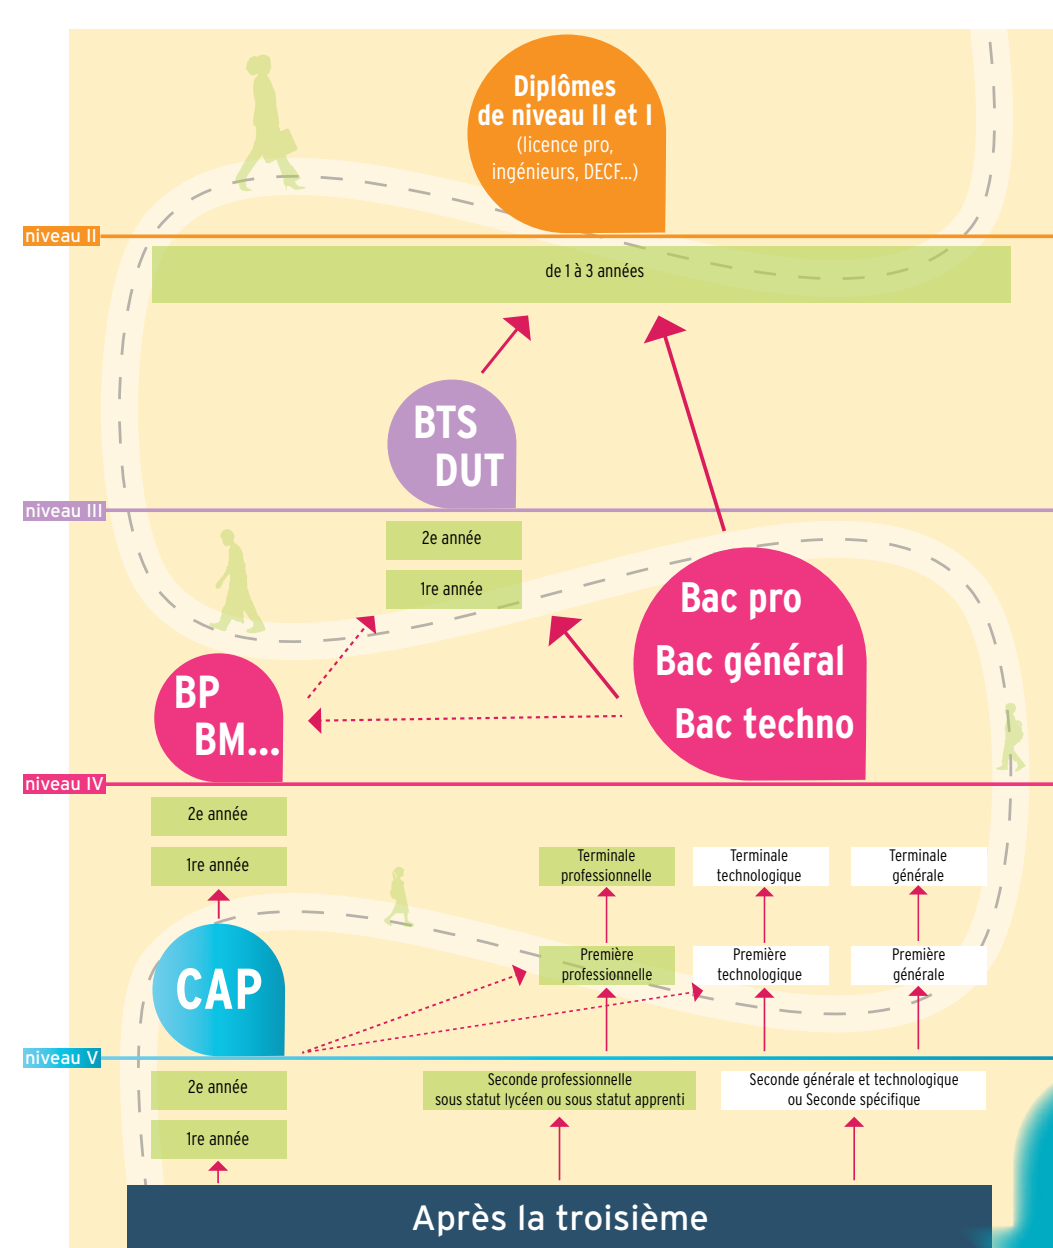 Diplômes
de niveau II et I
(licence pro,
ingénieurs, DECF...)
niveau II
de 1 à 3 années
BTS
DUT
niveau III
2e année
1re année
Bac pro
Bac général
Bac techno
BP
BM...
niveau IV
2e année
1re année
Terminale
professionnelle
Terminale
technologique
Terminale
générale
CAP
Première
professionnelle
Première
technologique
Première
générale
niveau V
2e année
1re année
Seconde professionnelle
sous statut lycéen ou sous statut apprenti
Seconde générale et technologique
ou Seconde spécifique
Après la troisième